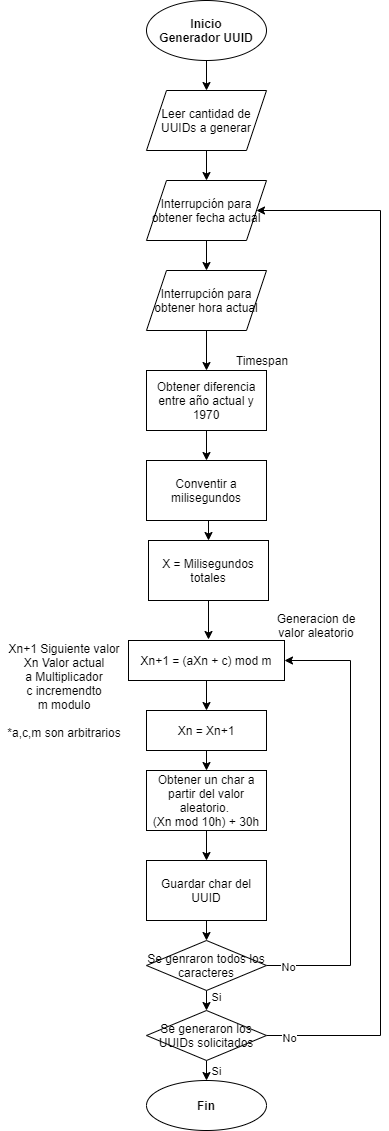 Inicio
Generador UUID
Leer cantidad de
UUIDs a generar
Interrupción para
obtener fecha actual
Interrupción para
obtener hora actual
Timespan
Obtener diferencia
entre año actual y
1970
Conventir a
milisegundos
X = Milisegundos
totales
Generacion de
valor aleatorio
Xn+1 Siguiente valor
Xn Valor actual
a Multiplicador
c incremendto
m modulo
*a,c,m son arbitrarios
Xn+1 = (aXn + c) mod m
Xn = Xn+1
Obtener un char a
partir del valor
aleatorio.
(Xn mod 10h) + 30h
Guardar char del
UUID
Se genraron todos los
caracteres
No
Si
Se generaron los
UUIDs solicitados
No
Si
Fin